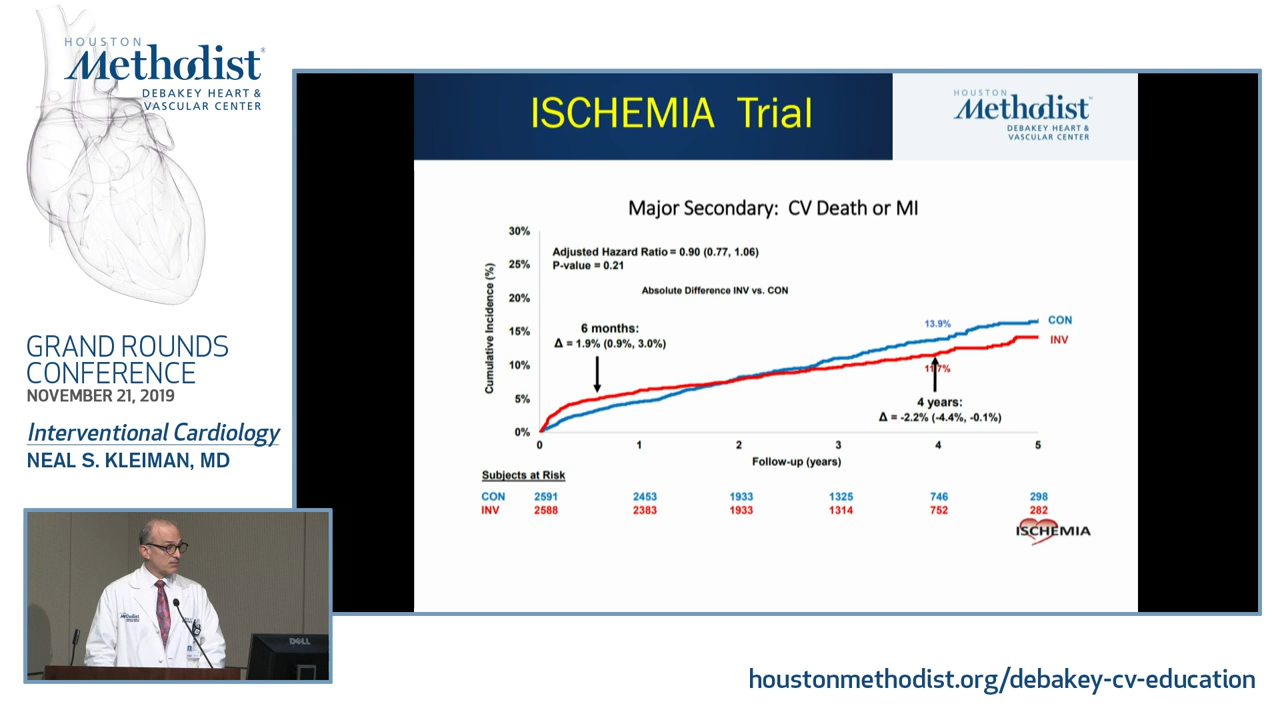 HOUSTON
Methodist
DEBAKEY HEART &
VASCULAR CENTER
GRAND ROUNDS
CONFERENCE
NOVEMBER 21, 2019
Interventional Cardiology
NEAL S. KLEIMAN, MD
ISCHEMIA Trial
HOUSTON
Methodist
DEBAKEY HEART &
VASCULAR CENTER
Major Secondary: CV Death or MI
Cumulative Incidence (%)
30%
25%
20%
15%
10%
5%
0%
Adjusted Hazard Ratio = 0.90 (0.77, 1.06)
P-value = 0.21
Absolute Difference INV vs. CON
6 months:
Δ = 1.9% (0.9%, 3.0%)
13.9%
CON
INV
11.7%
4 years:
Δ = -2.2% (-4.4%, -0.1%)
0 1 2 3 4 5
Follow-up (years)
Subjects at Risk
CON 2591 2453 1933 1325 746 298
INV 2588 2383 1933 1314 752 282
ISCHEMIA
DELL
houstonmethodist.org/debakey-cv-education